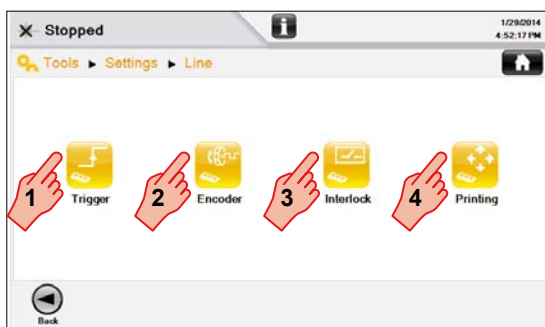 Stopped
i
1/29/2014
4:52:17 PM
Tools ► Settings ► Line
1
Trigger
2
Encoder
3
Interlock
4
Printing
Back